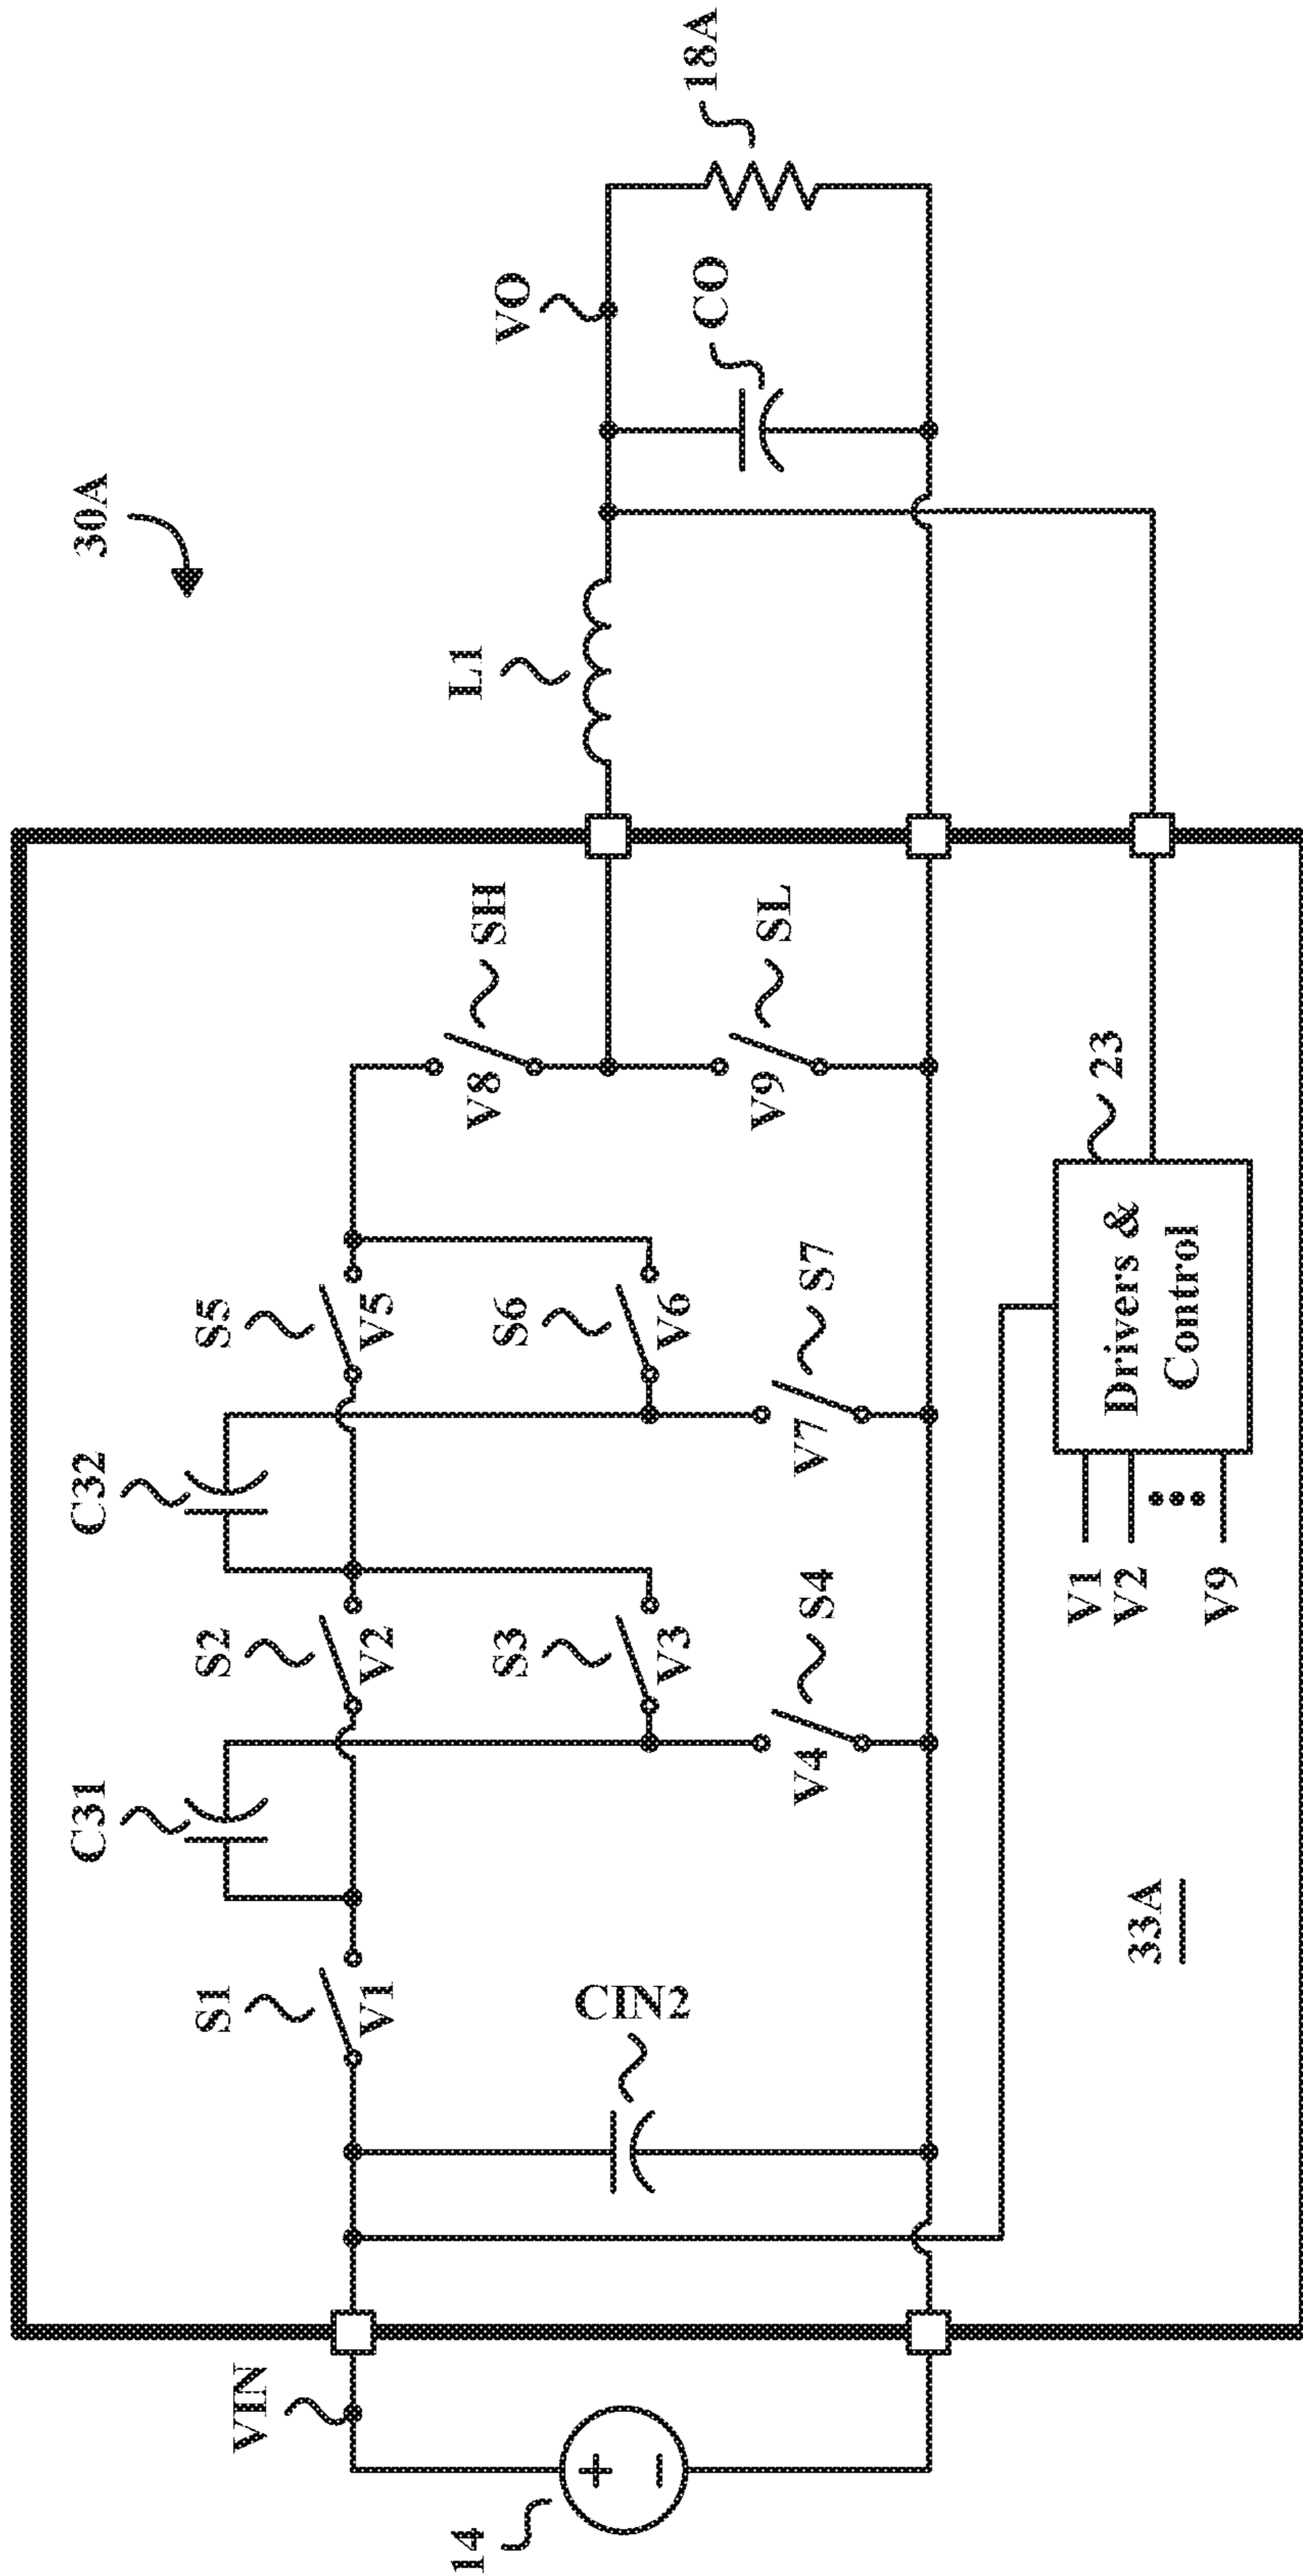 30A
C31
C32
S1
S2
S5
V1
V2
V5
VIN
S3
S6
V3
V6
SH
V8
L1
VO
14
CIN2
S4
S7
V4
V7
SL
V9
CO
18A
33A
V1
V2
V9
Drivers &
Control
23